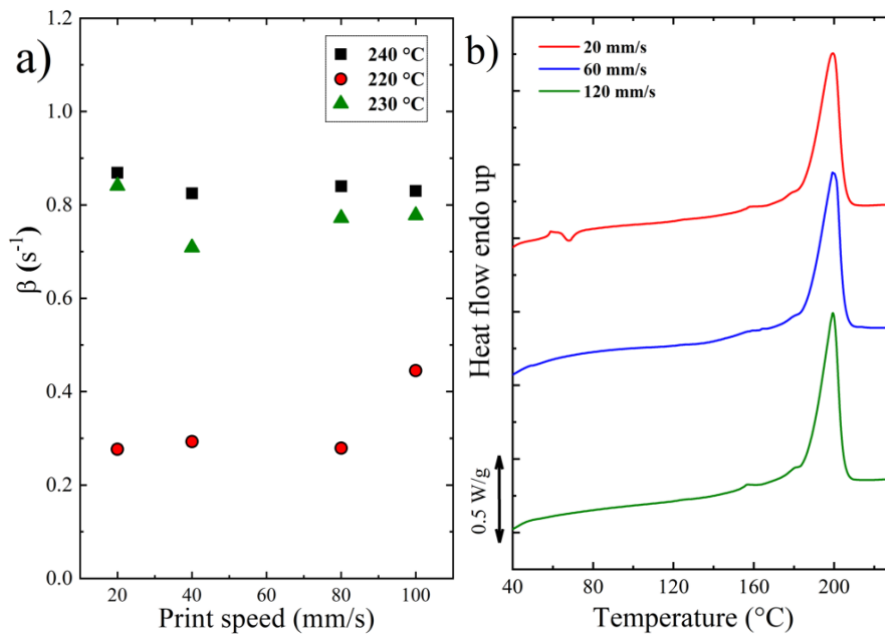 a)
240 °C
220 °C
230 °C
1.2
1.0
0.8
0.6
0.4
0.2
0.0
β (s⁻¹)
20
40
60
80
100
Print speed (mm/s)
b)
20 mm/s
60 mm/s
120 mm/s
Heat flow endo up
0.5 W/g
40
80
120
160
200
Temperature (°C)